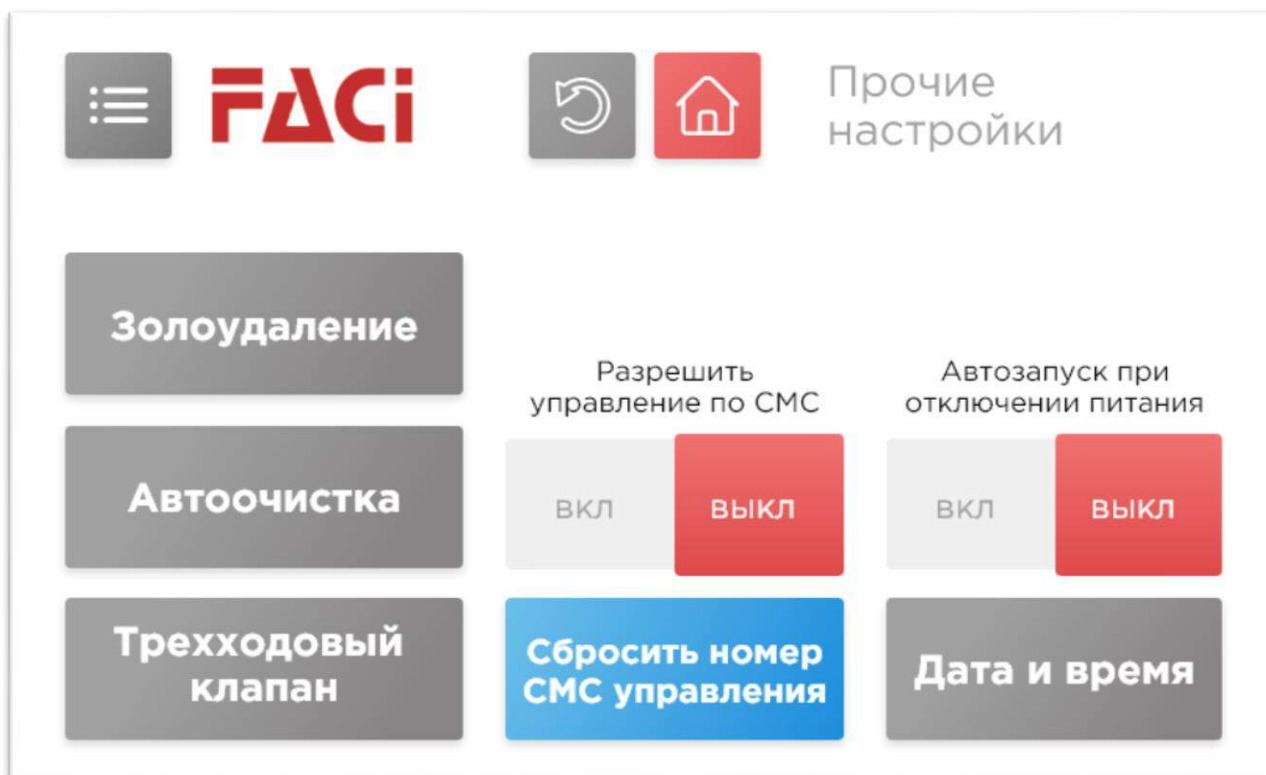 FACi
Прочие
настройки
Золоудаление
Разрешить
управление по СМС
Автозапуск при
отключении питания
Автоочистка
ВКЛ
ВЫКЛ
ВКЛ
ВЫКЛ
Трехходовый
клапан
Сбросить номер
СМС управления
Дата и время